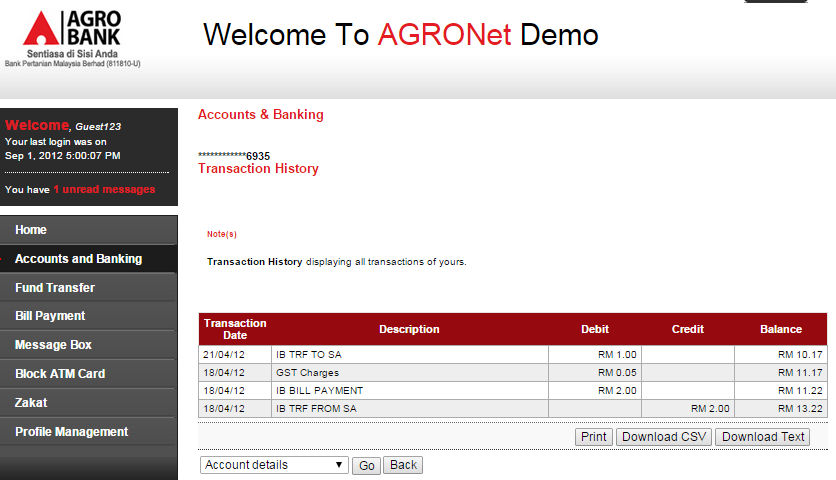 AGRO
BANK
Sentiasa di Sisi Anda
Bank Pertanian Malaysia Berhad (811810-U)
Welcome To AGRONet Demo
Welcome, Guest123
Your last login was on
Sep 1, 2012 5:00:07 PM
You have 1 unread messages
Home
Accounts and Banking
Fund Transfer
Bill Payment
Message Box
Block ATM Card
Zakat
Profile Management
Accounts & Banking
************6935
Transaction History
Note(s)
Transaction History displaying all transactions of yours.
Transaction Date Description Debit Credit Balance
21/04/12 IB TRF TO SA RM 1.00 RM 10.17
18/04/12 GST Charges RM 0.05 RM 11.17
18/04/12 IB BILL PAYMENT RM 2.00 RM 11.22
18/04/12 IB TRF FROM SA RM 2.00 RM 13.22
Print Download CSV Download Text
Account details Go Back